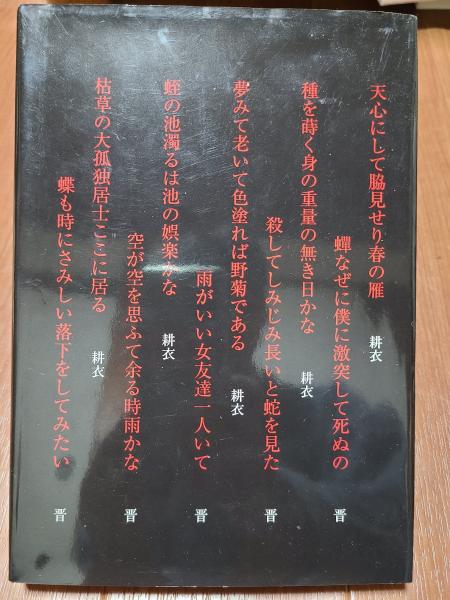 天心にして脇見せり春の雁 耕衣
蟬なぜに僕に激突して死ぬの 晋
種を蒔く身の重量の無き日かな 耕衣
殺してしみじみ長いと蛇を見た 晋
夢みて老いて色塗れば野菊である 耕衣
雨がいい女友達一人いて 晋
蛭の池濁るは池の娯楽かな 耕衣
空が空を思ふて余る時雨かな 晋
枯草の大孤独居士ここに居る 耕衣
蝶も時にさみしい落下をしてみたい 晋